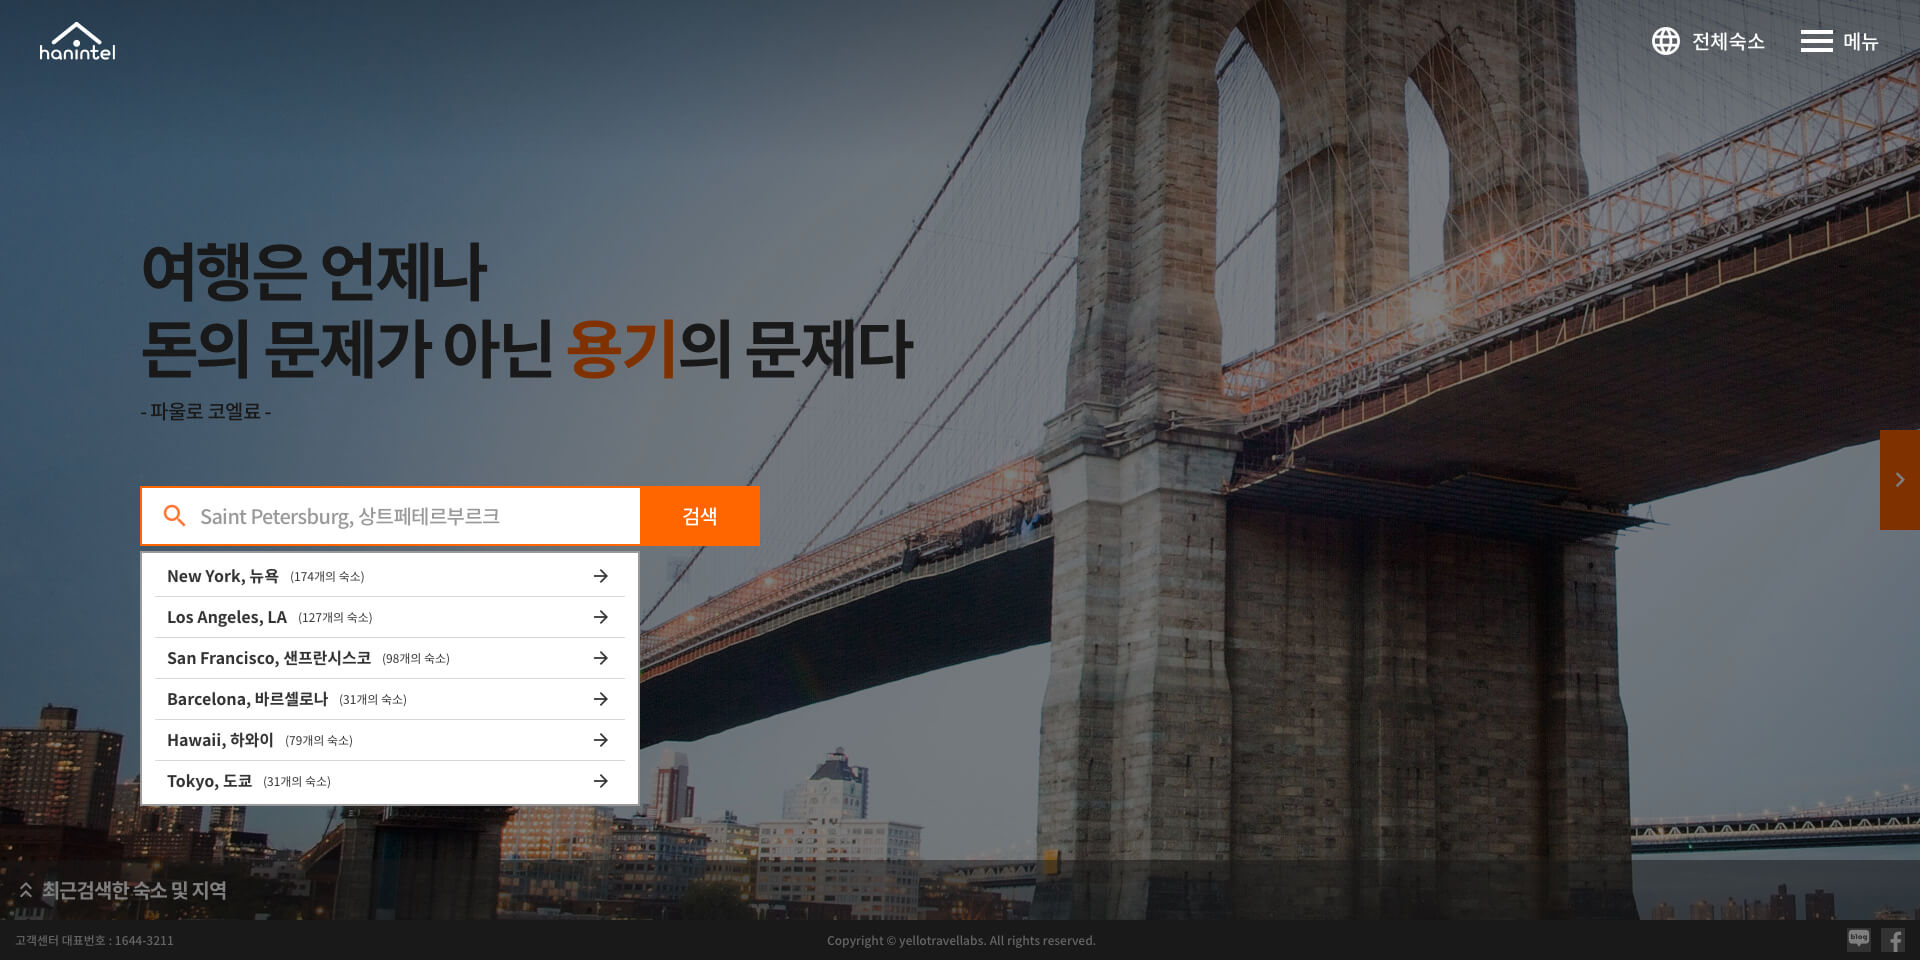 hanintel
전체숙소
메뉴
여행은 언제나
돈의 문제가 아닌 용기의 문제다
- 파울로 코엘료 -
Saint Petersburg, 상트페테르부르크
검색
New York, 뉴욕 (174개의 숙소)
Los Angeles, LA (127개의 숙소)
San Francisco, 샌프란시스코 (98개의 숙소)
Barcelona, 바르셀로나 (31개의 숙소)
Hawaii, 하와이 (79개의 숙소)
Tokyo, 도쿄 (31개의 숙소)
최근검색한 숙소 및 지역
고객센터 대표번호 : 1644-3211
Copyright © yellotravellabs. All rights reserved.
blog